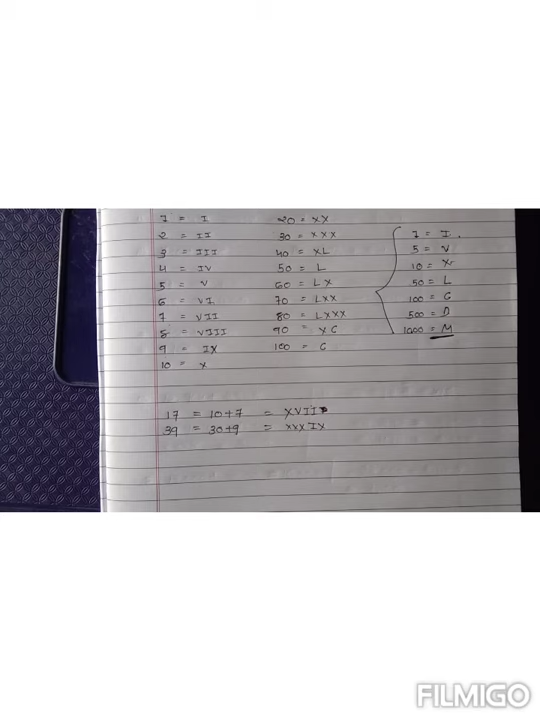 1 = I
2 = II
3 = III
4 = IV
5 = V
6 = VI
7 = VII
8 = VIII
9 = IX
10 = X
20 = XX
30 = XXX
40 = XL
50 = L
60 = LX
70 = LXX
80 = LXXX
90 = XC
100 = C
1 = I.
5 = V
10 = X
50 = L
100 = C
500 = D
1000 = M
17 = 10+7 = XVII
39 = 30+9 = XXXIX
FILMIGO